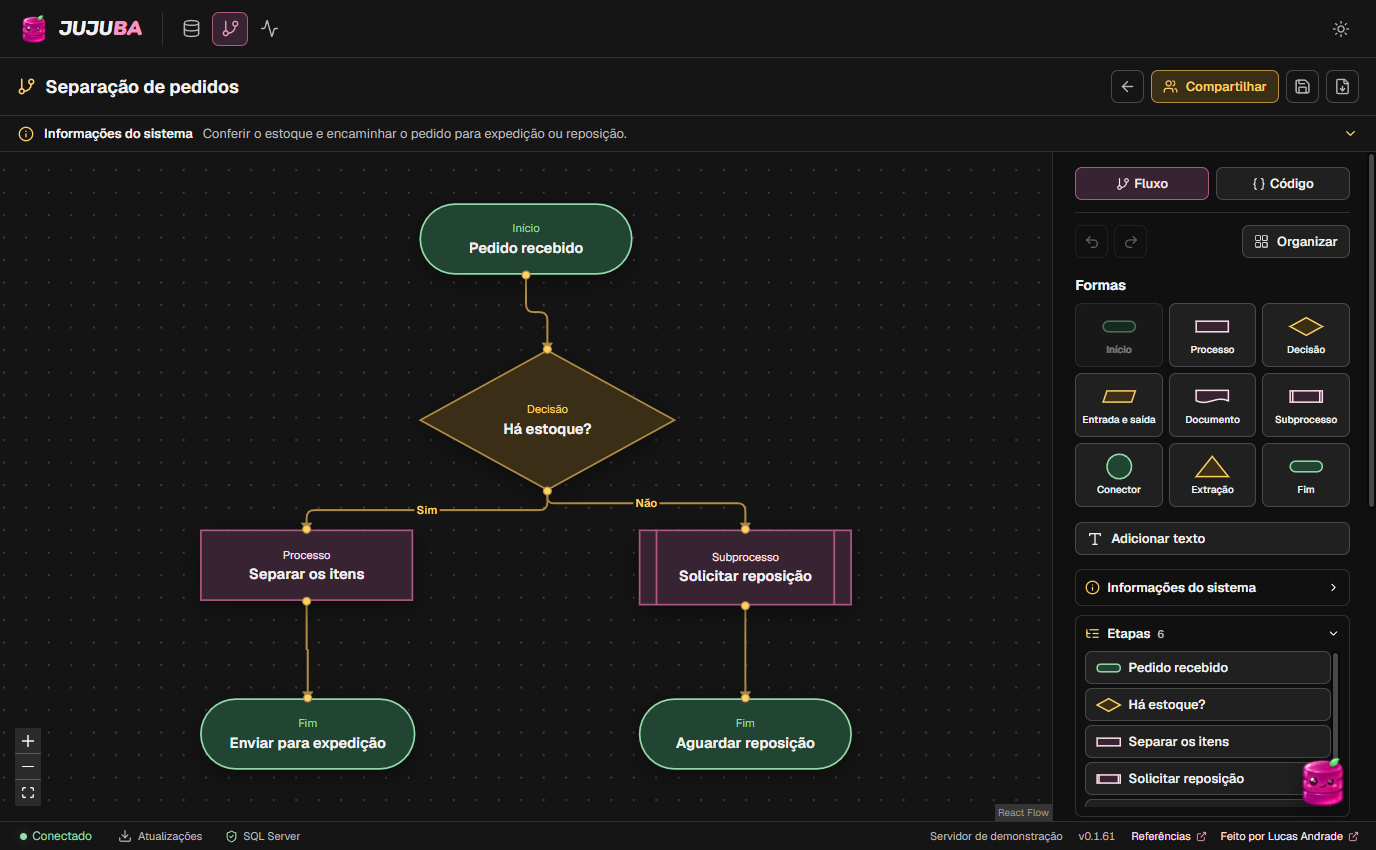 JUJUBA
Separação de pedidos
Compartilhar
Informações do sistema Conferir o estoque e encaminhar o pedido para expedição ou reposição.
Início
Pedido recebido
Decisão
Há estoque?
Sim
Não
Processo
Separar os itens
Subprocesso
Solicitar reposição
Fim
Enviar para expedição
Fim
Aguardar reposição
React Flow
Fluxo
{ } Código
Organizar
Formas
Início
Processo
Decisão
Entrada e saída
Documento
Subprocesso
Conector
Extração
Fim
Adicionar texto
Informações do sistema
Etapas 6
Pedido recebido
Há estoque?
Separar os itens
Solicitar reposição
Conectado
Atualizações
SQL Server
Servidor de demonstração
v0.1.61
Referências
Feito por Lucas Andrade